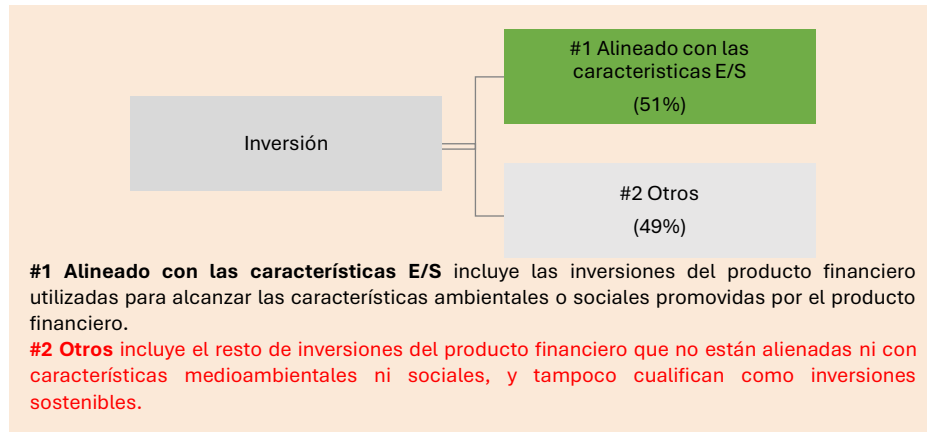 #1 Alineado con las
caracteristicas E/S
(51%)
Inversión
#2 Otros
(49%)
#1 Alineado con las características E/S incluye las inversiones del producto financiero
utilizadas para alcanzar las características ambientales o sociales promovidas por el producto
financiero.
#2 Otros incluye el resto de inversiones del producto financiero que no están alienadas ni con
características medioambientales ni sociales, y tampoco cualifican como inversiones
sostenibles.